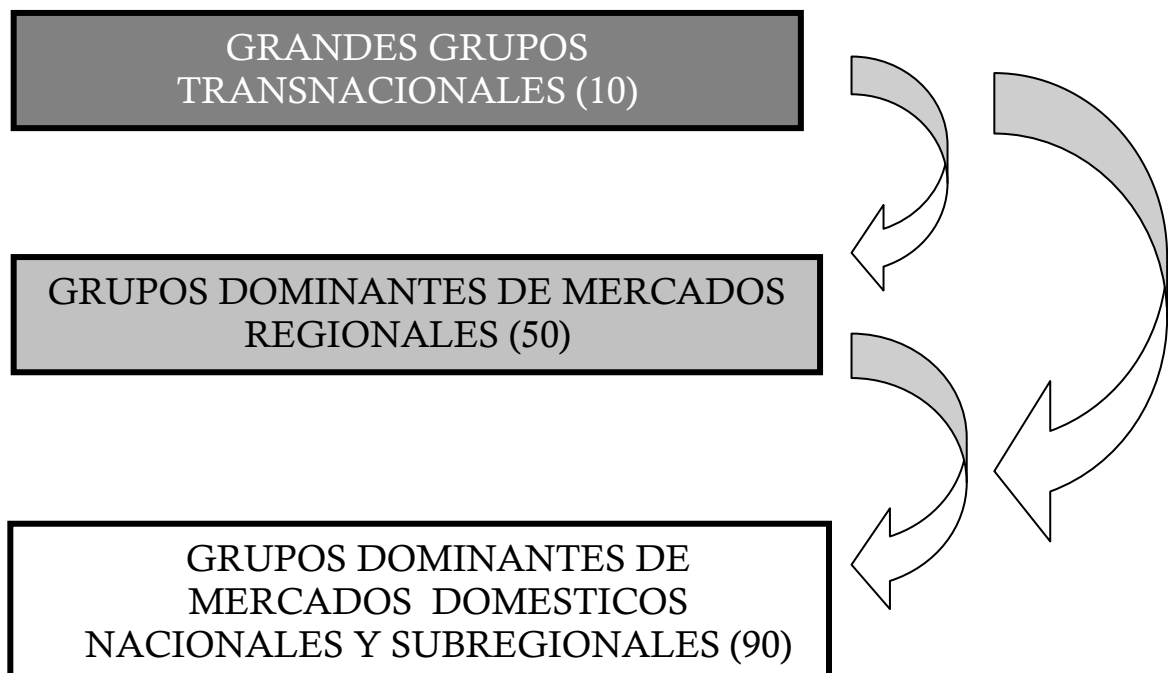 GRANDES GRUPOS
TRANSNACIONALES (10)
GRUPOS DOMINANTES DE MERCADOS
REGIONALES (50)
GRUPOS DOMINANTES DE
MERCADOS DOMESTICOS
NACIONALES Y SUBREGIONALES (90)